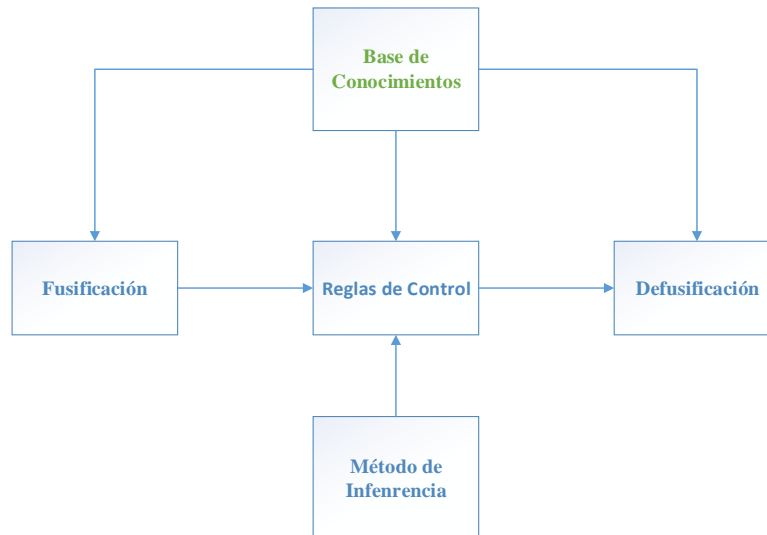 Base de
Conocimientos
Fusificación
Reglas de Control
Defusificación
Método de
Infenrencia